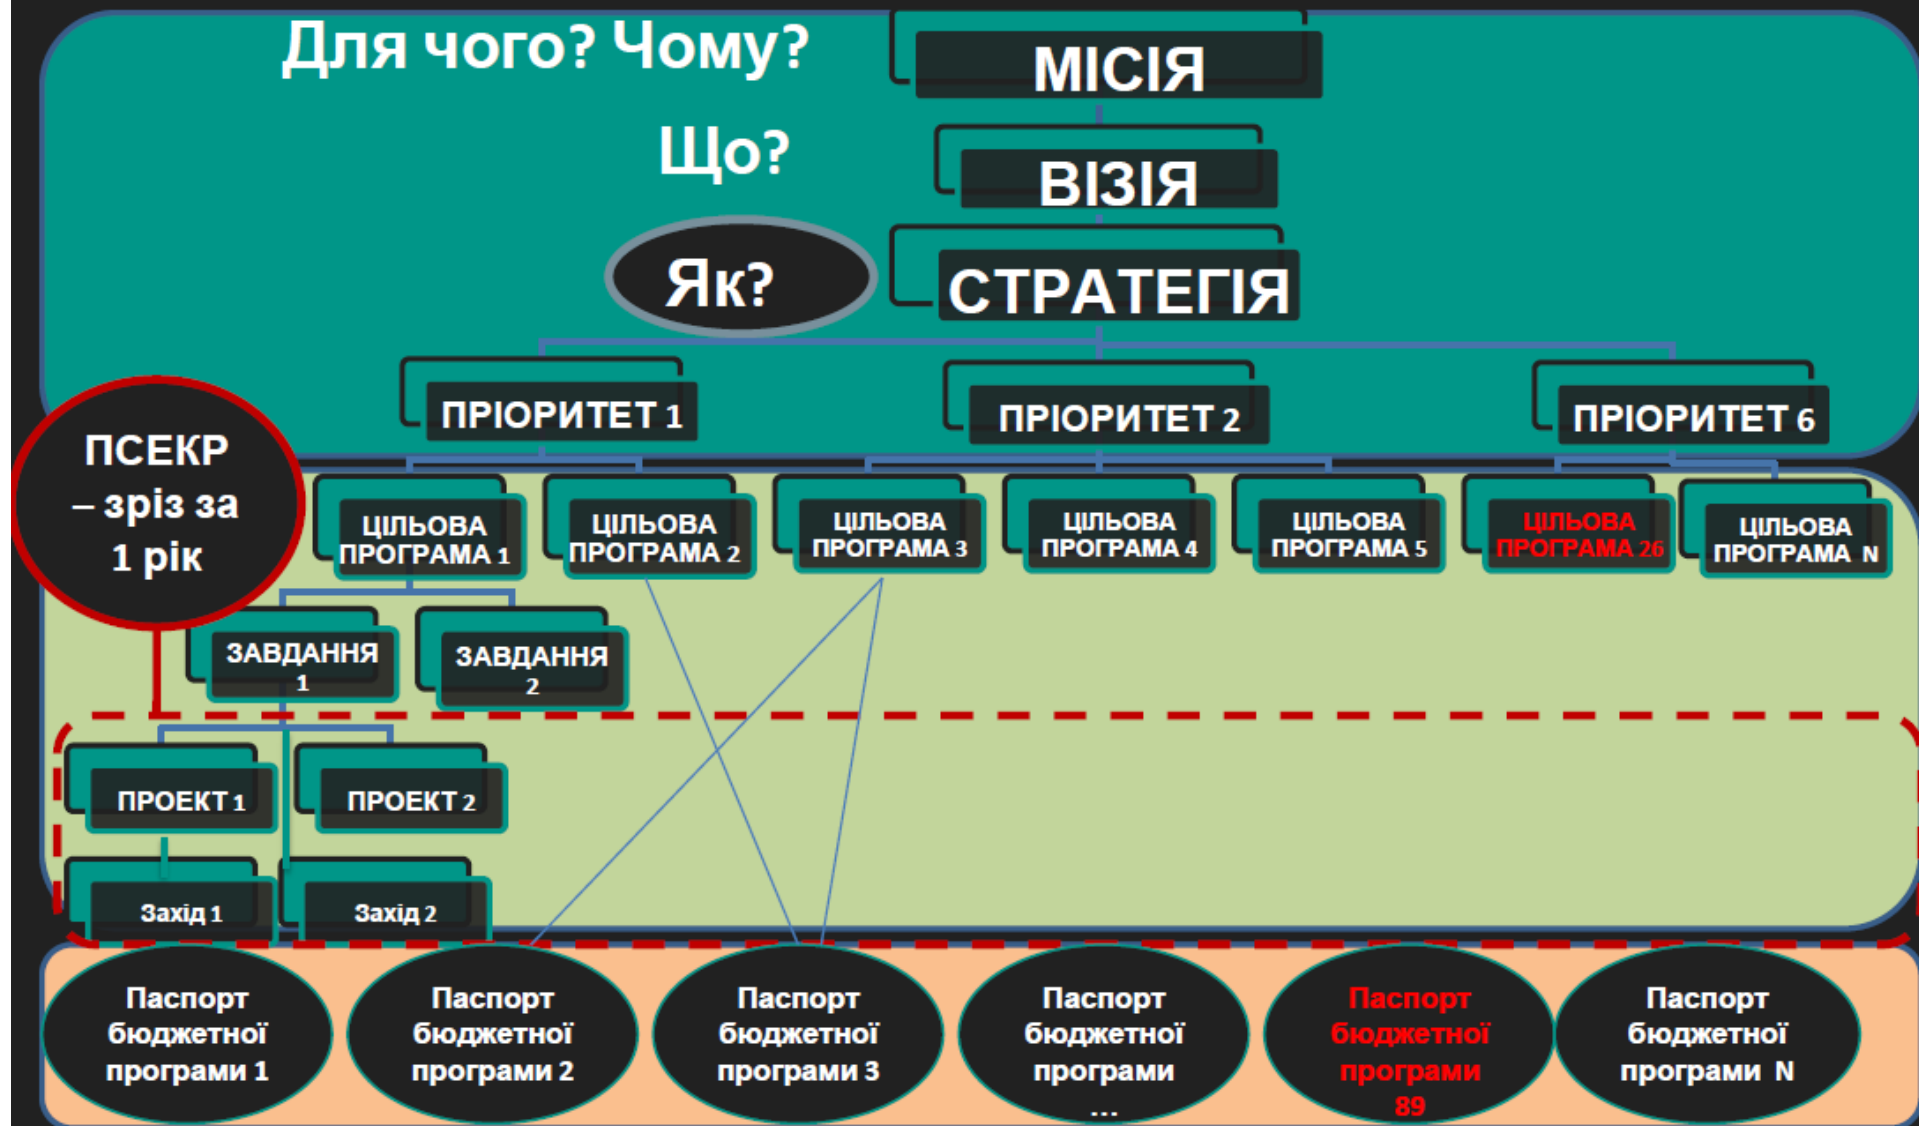 Для чого? Чому?
МІСІЯ
Що?
ВІЗІЯ
Як?
СТРАТЕГІЯ
ПРІОРИТЕТ 1
ПРІОРИТЕТ 2
ПРІОРИТЕТ 6
ПСЕКР
– зріз за
1 рік
ЦІЛЬОВА
ПРОГРАМА 1
ЦІЛЬОВА
ПРОГРАМА 2
ЦІЛЬОВА
ПРОГРАМА 3
ЦІЛЬОВА
ПРОГРАМА 4
ЦІЛЬОВА
ПРОГРАМА 5
ЦІЛЬОВА
ПРОГРАМА 26
ЦІЛЬОВА
ПРОГРАМА N
ЗАВДАННЯ
1
ЗАВДАННЯ
2
ПРОЕКТ 1
ПРОЕКТ 2
Захід 1
Захід 2
Паспорт
бюджетної
програми 1
Паспорт
бюджетної
програми 2
Паспорт
бюджетної
програми 3
Паспорт
бюджетної
програми
...
Паспорт
бюджетної
програми
89
Паспорт
бюджетної
програми N